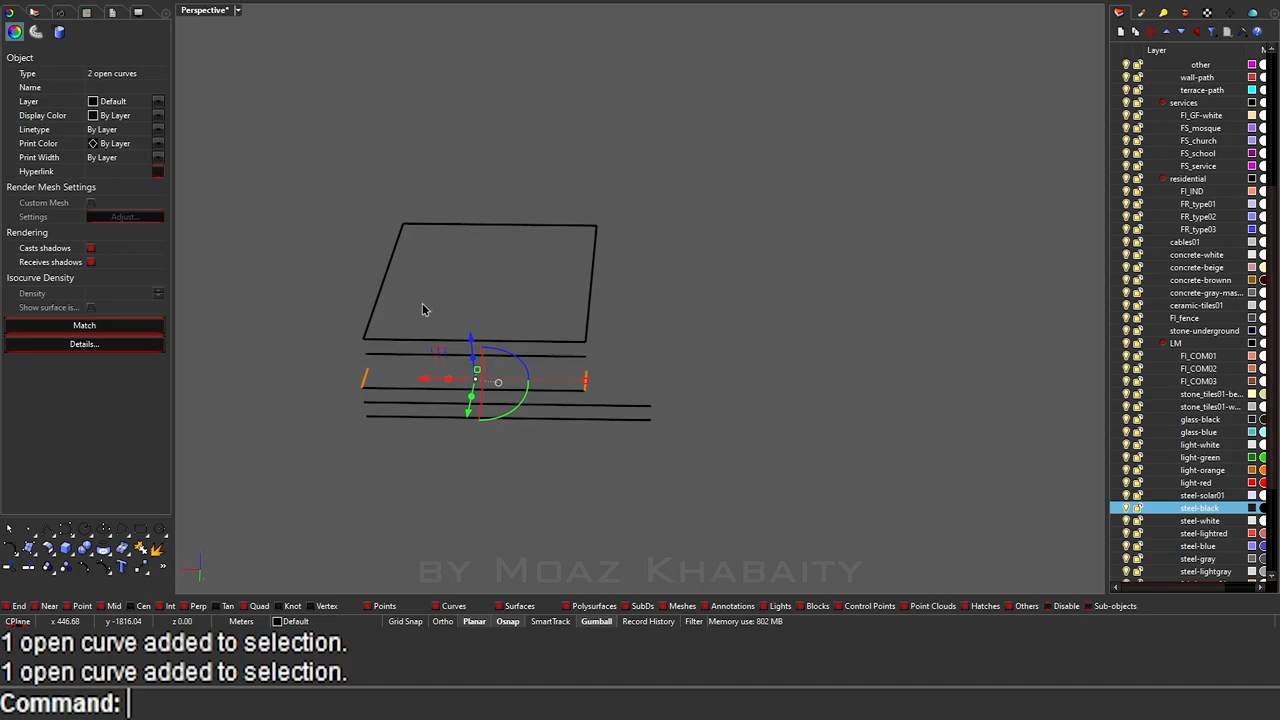 Perspective*
Object
Type 2 open curves
Name
Layer Default
Display Color By Layer
Linetype By Layer
Print Color By Layer
Print Width By Layer
Hyperlink
Render Mesh Settings
Custom Mesh
Settings Adjust...
Rendering
Casts shadows
Receives shadows
Isocurve Density
Density
Show surface is...
Match
Details...
Layer
other
wall-path
terrace-path
services
FI_GF-white
FS_mosque
FS_church
FS_school
FS_service
residential
FI_IND
FR_type01
FR_type02
FR_type03
cables01
concrete-white
concrete-beige
concrete-brownn
concrete-gray-mas...
ceramic-tiles01
FI_fence
stone-underground
LM
FI_COM01
FI_COM02
FI_COM03
stone_tiles01-be...
stone_tiles01-w...
glass-black
glass-blue
light-white
light-green
light-orange
light-red
steel-solar01
steel-black
steel-white
steel-lightred
steel-blue
steel-gray
steel-lightgray
BY MOAZ KHABAITY
End Near Point Mid Cen Int Perp Tan Quad Knot Vertex Points Curves Surfaces Polysurfaces SubDs Meshes Annotations Lights Blocks Control Points Point Clouds Hatches Others Disable Sub-objects
CPlane x 446.68 y -1816.04 z 0.00 Meters Default Grid Snap Ortho Planar Osnap SmartTrack Gumball Record History Filter Memory use: 802 MB
1 open curve added to selection.
1 open curve added to selection.
Command: